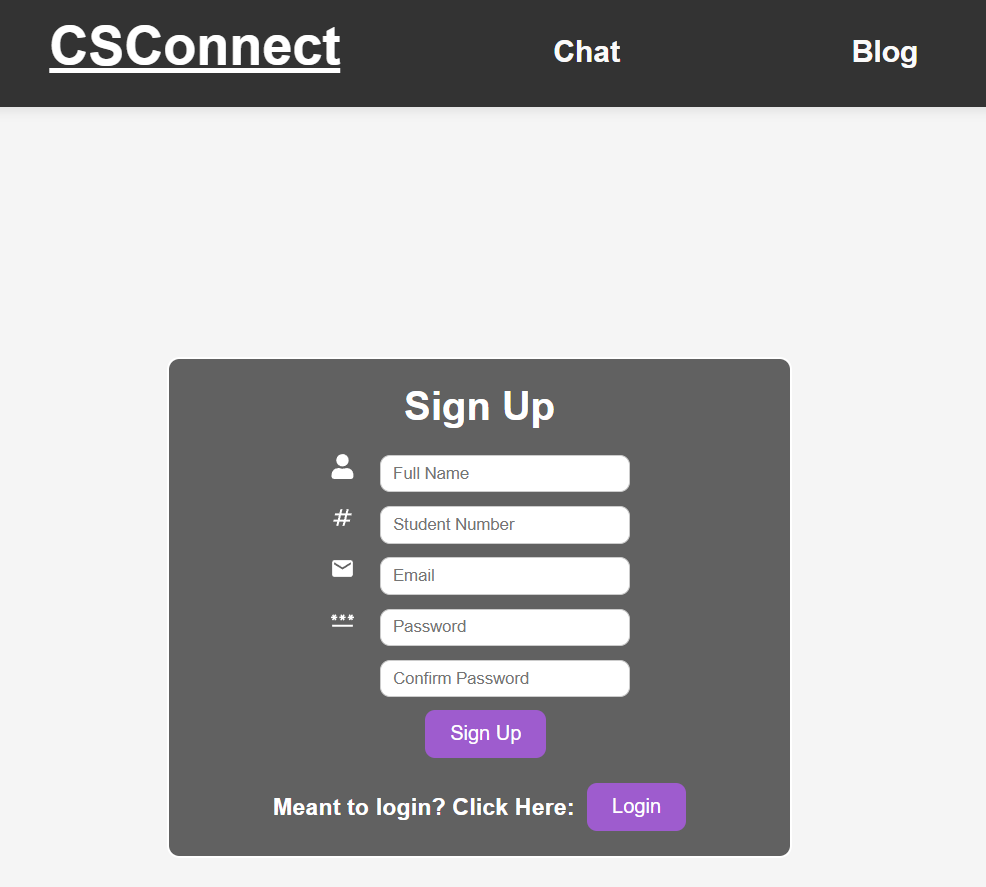 CSConnect Chat Blog
Sign Up
Full Name
# Student Number
Email
*** Password
Confirm Password
Sign Up
Meant to login? Click Here: Login